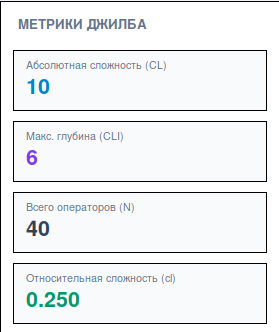 МЕТРИКИ ДЖИЛБА
Абсолютная сложность (CL)
10
Макс. глубина (CLI)
6
Всего операторов (N)
40
Относительная сложность (cl)
0.250